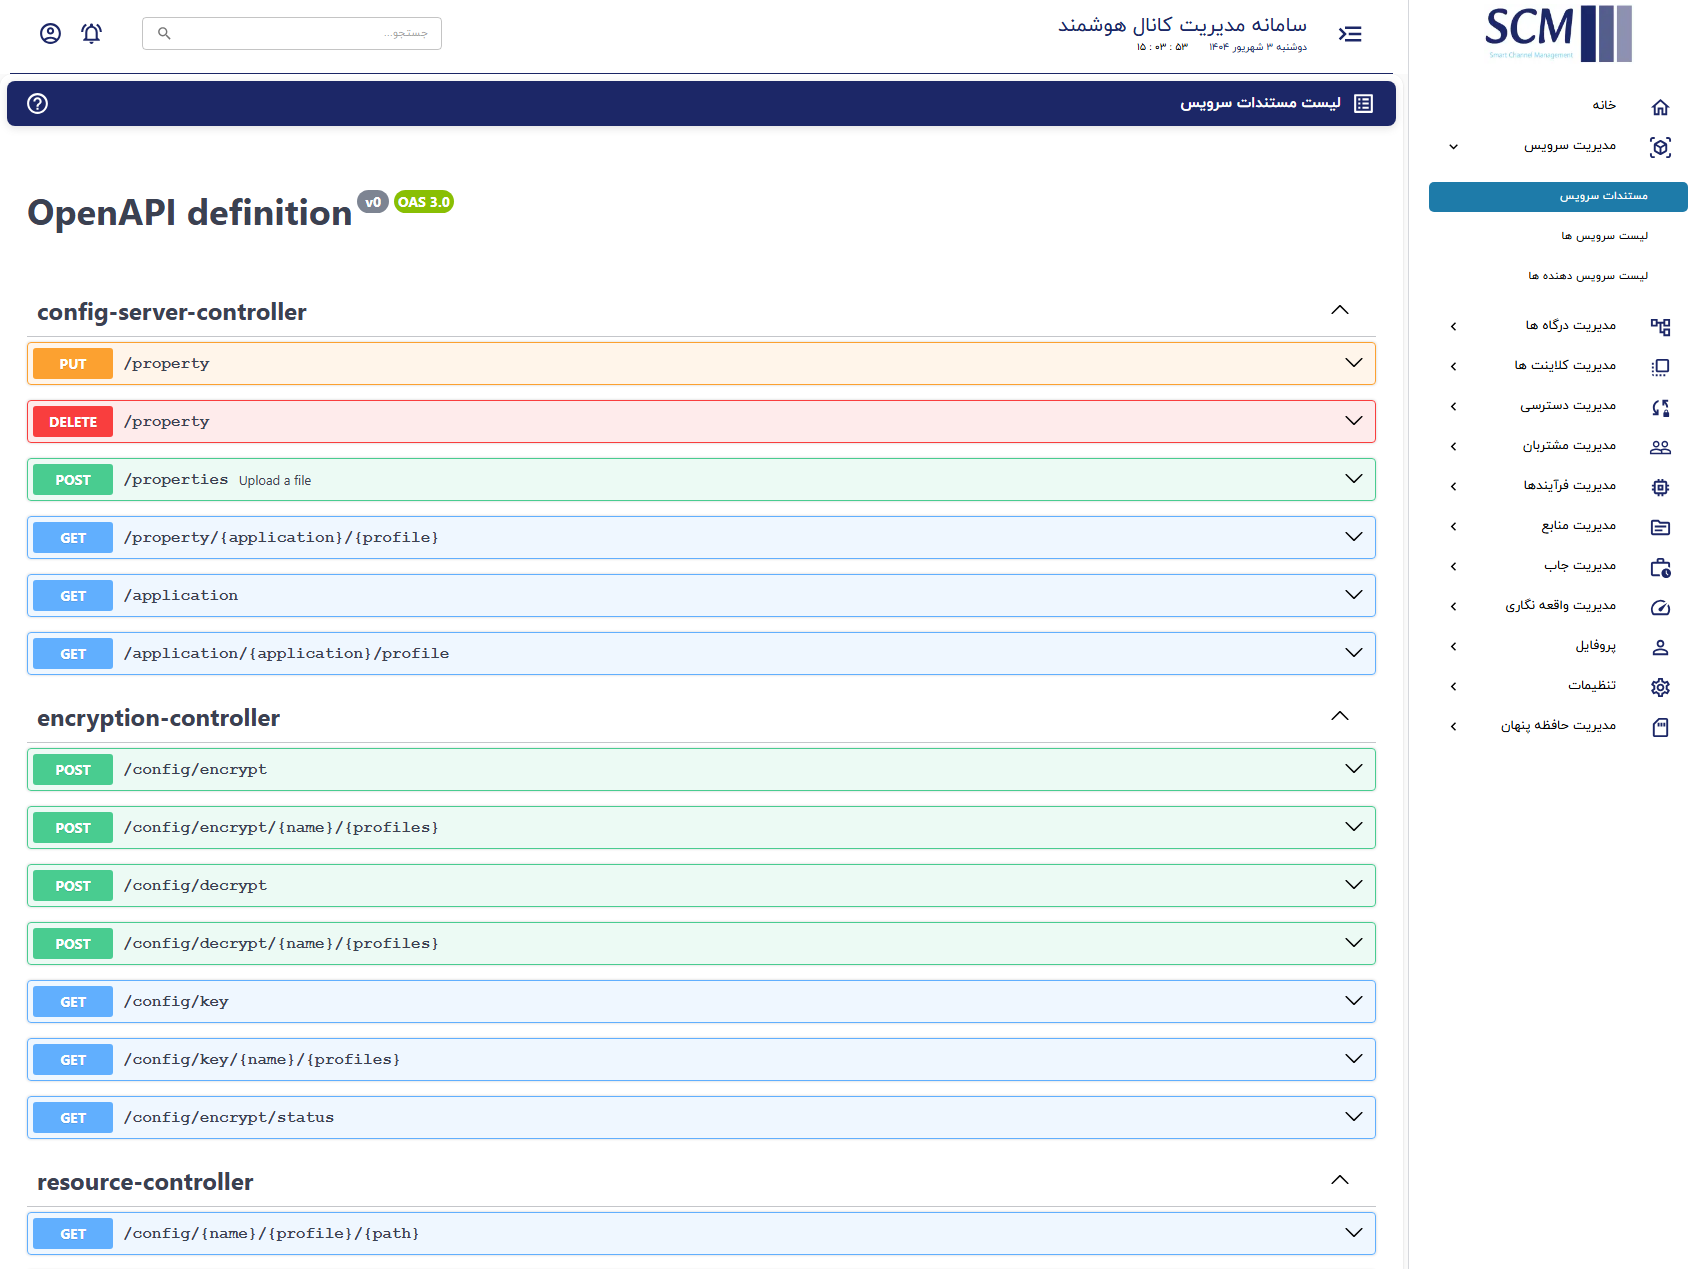 SCM
Smart Channel Management
سامانه مدیریت کانال هوشمند
دوشنبه ۳ شهریور ۱۴۰۴ ۱۵ : ۰۳ : ۵۳
جستجو...
خانه
مدیریت سرویس
مستندات سرویس
لیست سرویس ها
لیست سرویس دهنده ها
مدیریت درگاه ها
مدیریت کلاینت ها
مدیریت دسترسی
مدیریت مشتریان
مدیریت فرآیندها
مدیریت منابع
مدیریت جاب
مدیریت واقعه نگاری
پروفایل
تنظیمات
مدیریت حافظه پنهان
لیست مستندات سرویس
OpenAPI definition v0 OAS 3.0
config-server-controller
PUT /property
DELETE /property
POST /properties Upload a file
GET /property/{application}/{profile}
GET /application
GET /application/{application}/profile
encryption-controller
POST /config/encrypt
POST /config/encrypt/{name}/{profiles}
POST /config/decrypt
POST /config/decrypt/{name}/{profiles}
GET /config/key
GET /config/key/{name}/{profiles}
GET /config/encrypt/status
resource-controller
GET /config/{name}/{profile}/{path}